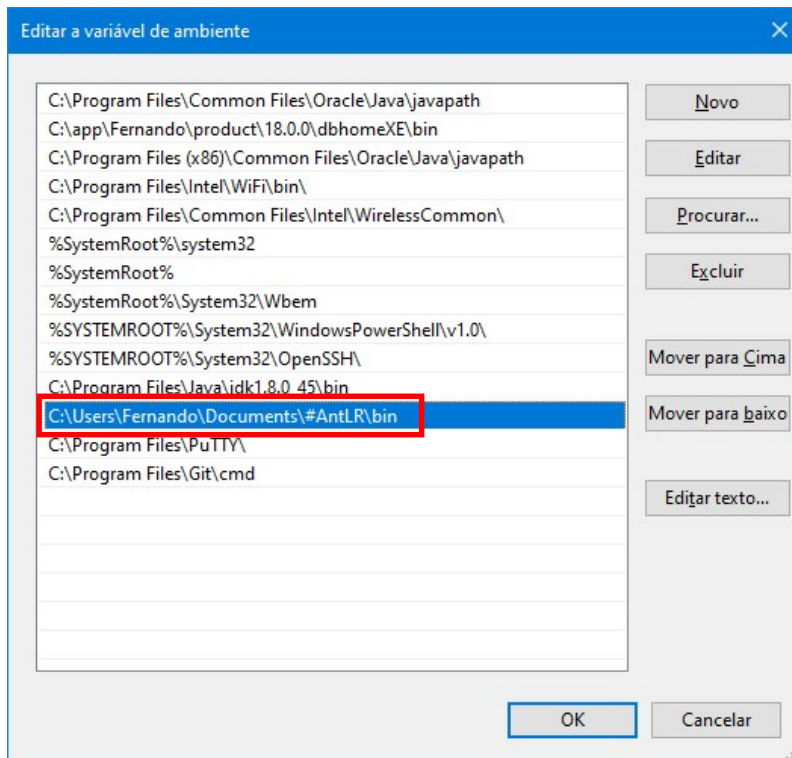 Editar a variável de ambiente
C:\Program Files\Common Files\Oracle\Java\javapath
C:\app\Fernando\product\18.0.0\dbhomeXE\bin
C:\Program Files (x86)\Common Files\Oracle\Java\javapath
C:\Program Files\Intel\WiFi\bin\
C:\Program Files\Common Files\Intel\WirelessCommon\
%SystemRoot%\system32
%SystemRoot%
%SystemRoot%\System32\Wbem
%SYSTEMROOT%\System32\WindowsPowerShell\v1.0\
%SYSTEMROOT%\System32\OpenSSH\
C:\Program Files\Java\jdk1.8.0_45\bin
C:\Users\Fernando\Documents\#AntLR\bin
C:\Program Files\PuTTY\
C:\Program Files\Git\cmd
Novo
Editar
Procurar...
Excluir
Mover para Cima
Mover para baixo
Editar texto...
OK
Cancelar